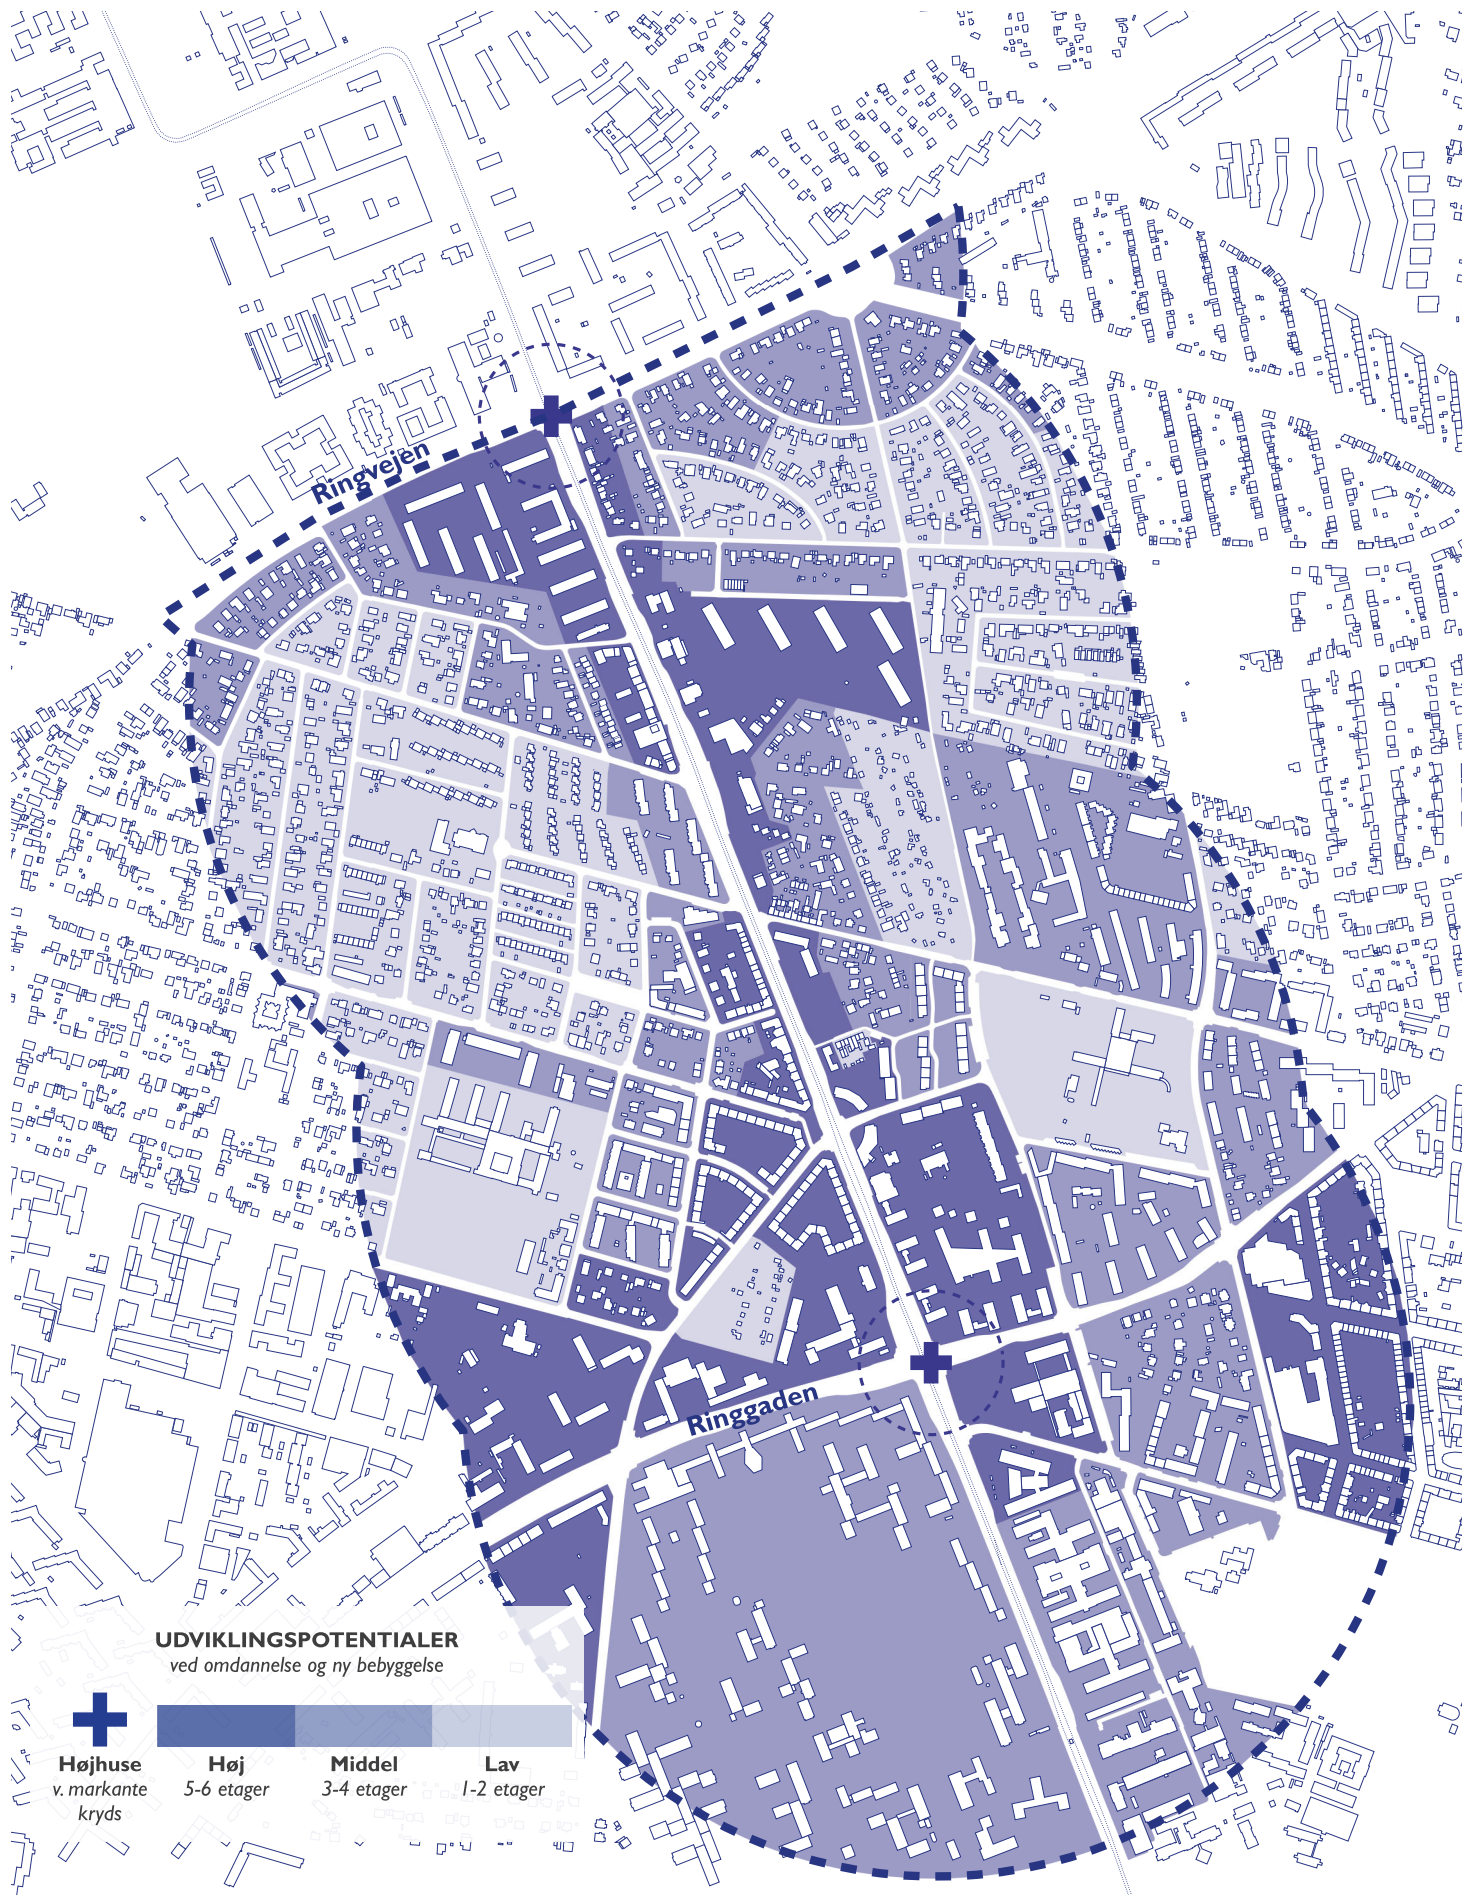 Ringvejen
Ringgaden
UDVIKLINGSPOTENTIALER
ved omdannelse og ny bebyggelse
Højhuse
v. markante
kryds
Høj
5-6 etager
Middel
3-4 etager
Lav
1-2 etager